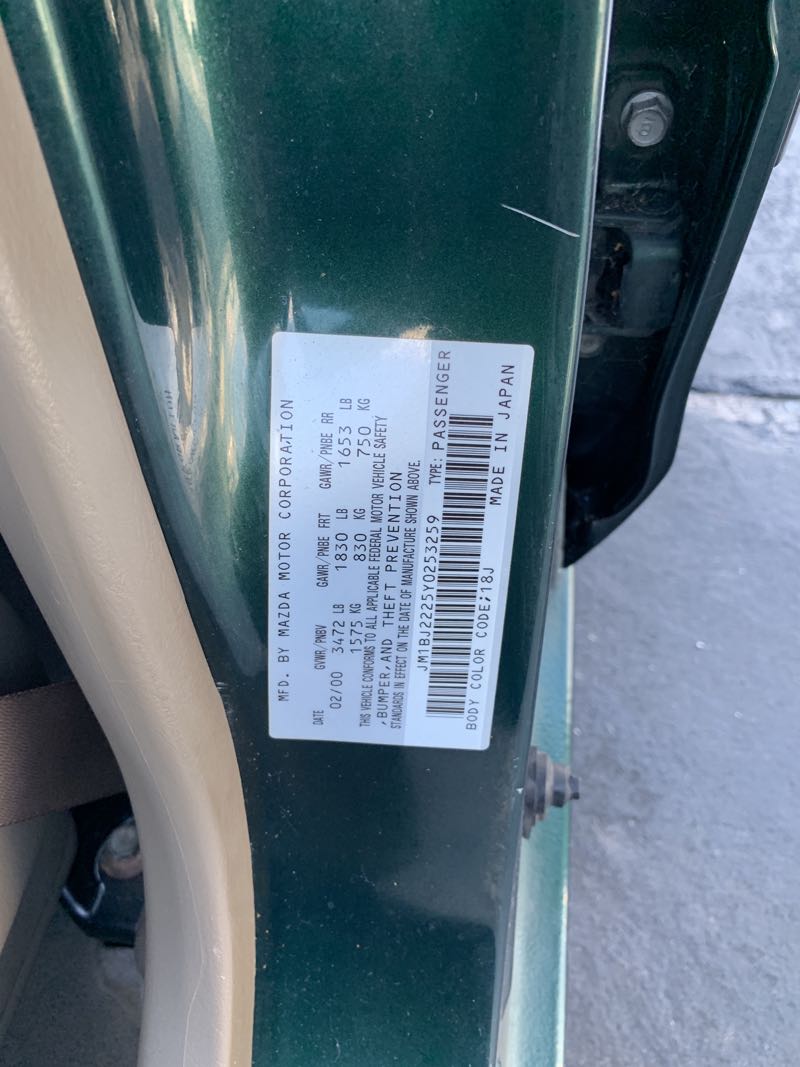 MFD. BY MAZDA MOTOR CORPORATION
DATE GVWR/PNBV GAWR/PNBE FRT GAWR/PNBE RR
02/00 3472 LB 1830 LB 1653 LB
1575 KG 830 KG 750 KG
THIS VEHICLE CONFORMS TO ALL APPLICABLE FEDERAL MOTOR VEHICLE SAFETY
,BUMPER,AND THEFT PREVENTION
STANDARDS IN EFFECT ON THE DATE OF MANUFACTURE SHOWN ABOVE.
JM1BJ2225Y0253259 TYPE: PASSENGER
BODY COLOR CODE;18J MADE IN JAPAN